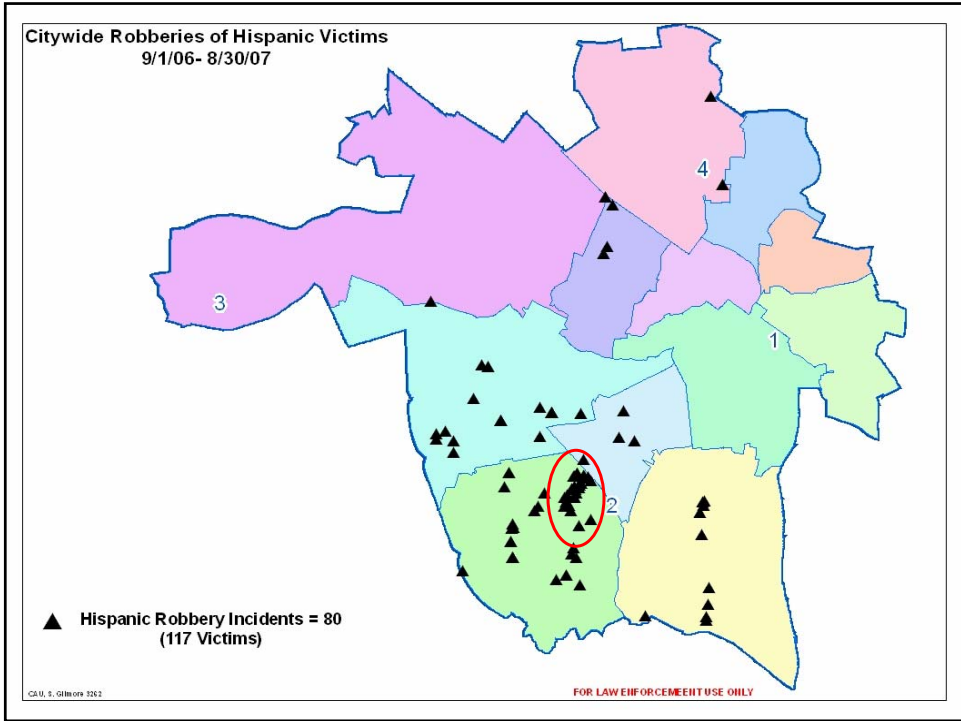 Citywide Robberies of Hispanic Victims
9/1/06- 8/30/07
4
3
1
2
Hispanic Robbery Incidents = 80
(117 Victims)
CAU, S. Gilmore 3262
FOR LAW ENFORCEMEENT USE ONLY